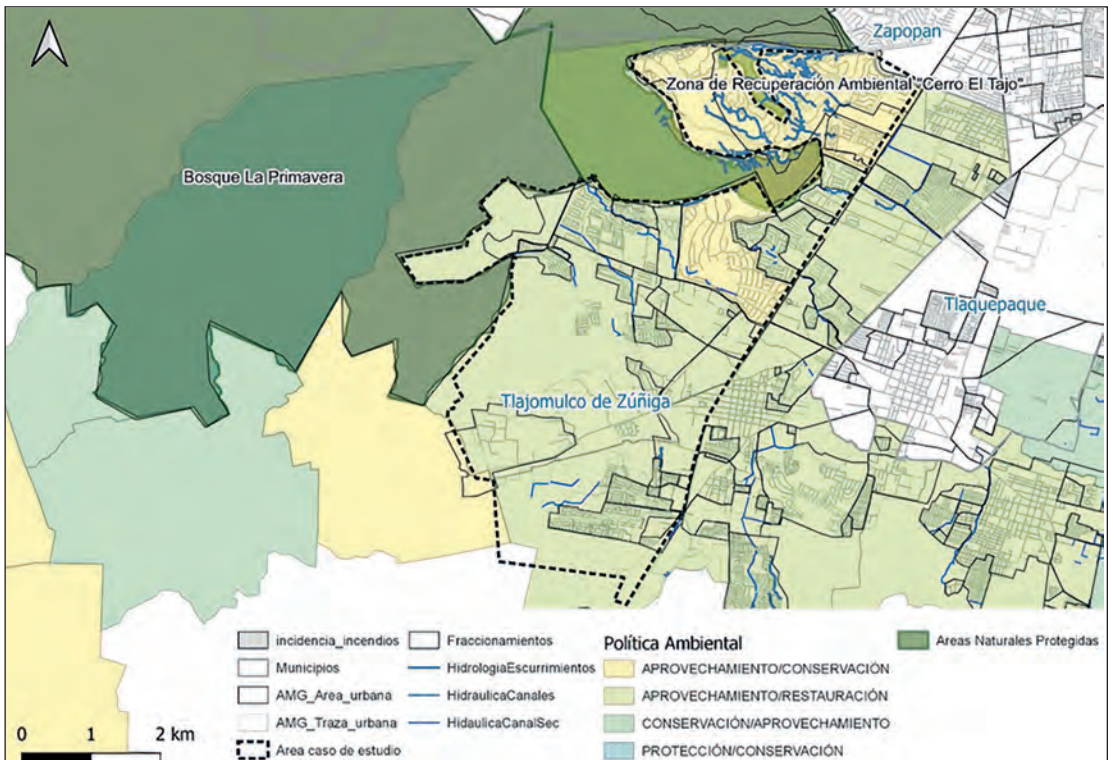 Zapopan
Zona de Recuperación Ambiental "Cerro El Tajo"
Bosque La Primavera
Tlaquepaque
Tlajomulco de Zúñiga
incidencia_incendios
Municipios
AMG_Area_urbana
AMG_Traza_urbana
Area caso de estudio
Fraccionamientos
HidrologiaEscurrimientos
HidraulicaCanales
HidaulicaCanalSec
Política Ambiental
APROVECHAMIENTO/CONSERVACIÓN
APROVECHAMIENTO/RESTAURACIÓN
CONSERVACIÓN/APROVECHAMIENTO
PROTECCIÓN/CONSERVACIÓN
Areas Naturales Protegidas
0 1 2 km